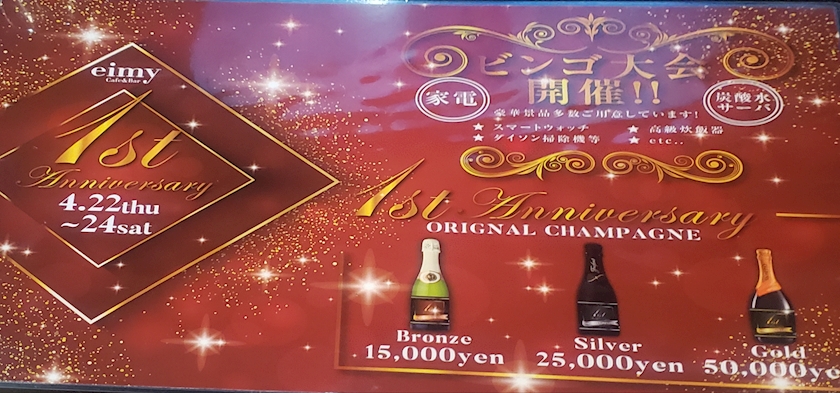 eimy
Cafe&Bar
1st
Anniversary
4.22thu
~24sat
ビンゴ大会
開催!!
家電
炭酸水
サーバ
豪華景品多数ご用意しています!
★ スマートウォッチ ★ 高級炊飯器
★ ダイソン掃除機等 ★ etc..
1st Anniversary
ORIGNAL CHAMPAGNE
Bronze
15,000yen
Silver
25,000yen
Gold
50,000ye